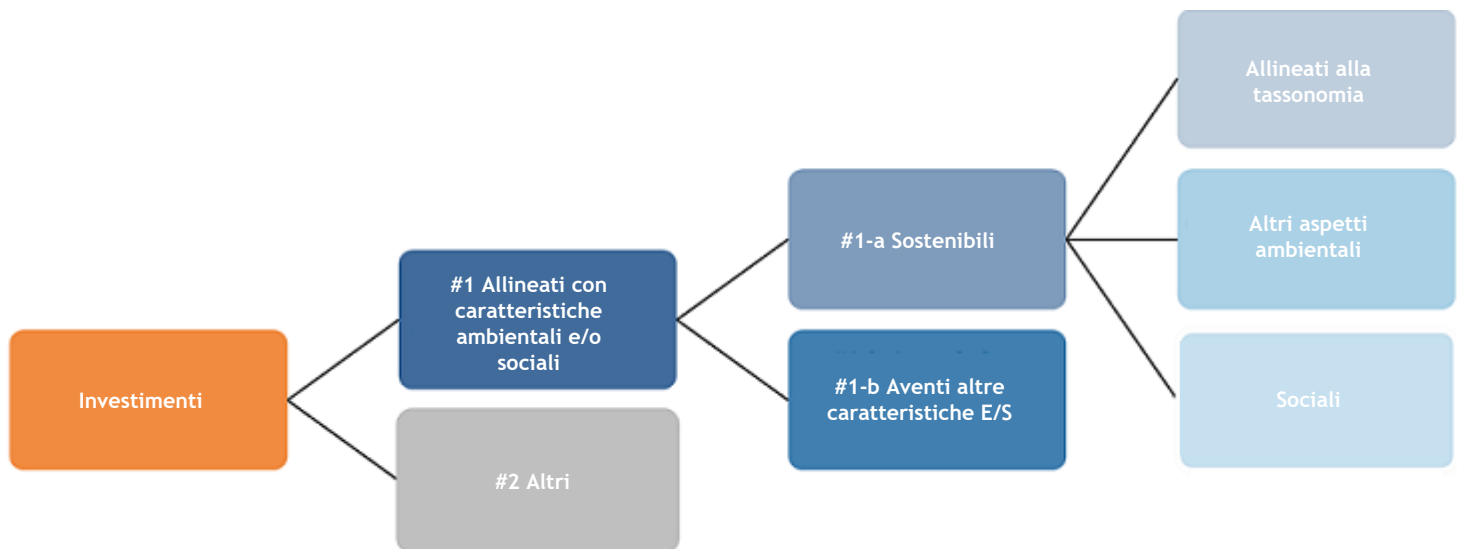 Investimenti
#1 Allineati con
caratteristiche
ambientali e/o
sociali
#2 Altri
#1-a Sostenibili
#1-b Aventi altre
caratteristiche E/S
Allineati alla
tassonomia
Altri aspetti
ambientali
Sociali